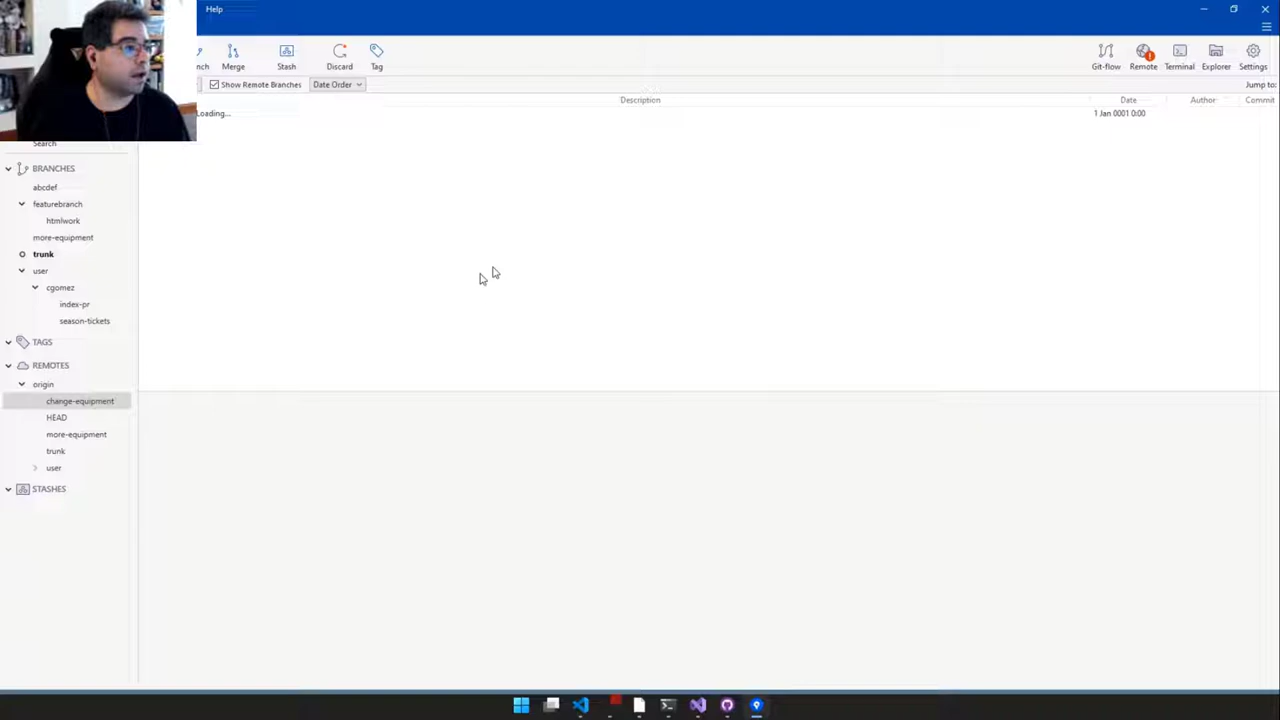 Help
nch
Merge
Stash
Discard
Tag
Git-flow
Remote
Terminal
Explorer
Settings
Show Remote Branches
Date Order
Jump to:
Description
Date
Author
Commit
Loading...
1 Jan 0001 0:00
Search
BRANCHES
abcdef
featurebranch
htmlwork
more-equipment
trunk
user
cgomez
index-pr
season-tickets
TAGS
REMOTES
origin
change-equipment
HEAD
more-equipment
trunk
user
STASHES